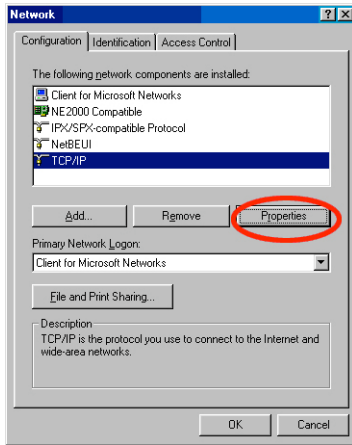 Network
Configuration Identification Access Control
The following network components are installed:
Client for Microsoft Networks
NE2000 Compatible
IPX/SPX-compatible Protocol
NetBEUI
TCP/IP
Add... Remove Properties
Primary Network Logon:
Client for Microsoft Networks
File and Print Sharing...
Description
TCP/IP is the protocol you use to connect to the Internet and
wide-area networks.
OK Cancel